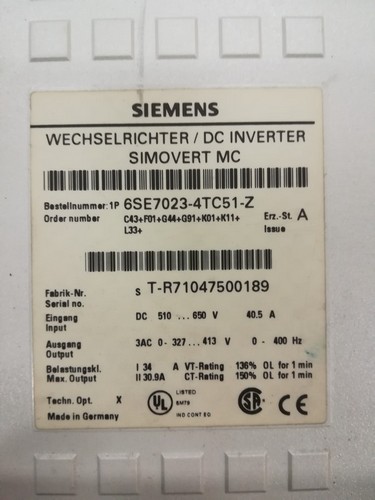 SIEMENS
WECHSELRICHTER / DC INVERTER
SIMOVERT MC
Bestellnummer: 1P 6SE7023-4TC51-Z
Order number C43+F01+G44+G91+K01+K11+ Erz.-St. A
L33+ Issue
Fabrik-Nr. S T-R71047500189
Serial no.
Eingang DC 510 ... 650 V 40.5 A
Input
Ausgang 3AC 0- 327 ... 413 V 0 - 400 Hz
Output
Belastungskl. I 34 A VT-Rating 136% OL for 1 min
Max. Output II 30.9A CT-Rating 150% OL for 1 min
Techn. Opt. X
Made in Germany
UL LISTED
6M79
IND CONT EQ
SA
CE